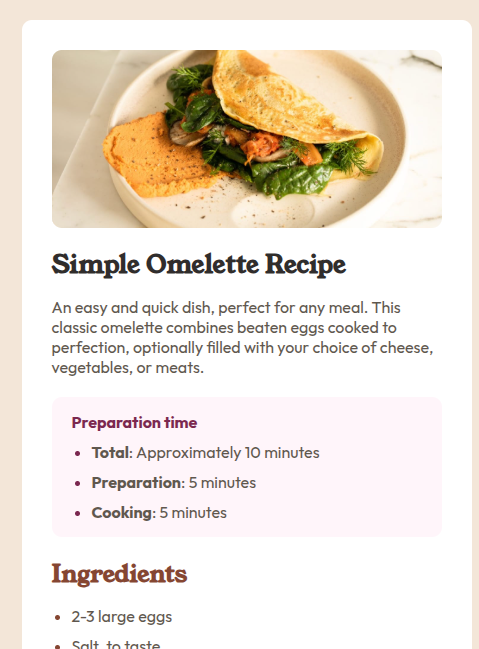 Simple Omelette Recipe
An easy and quick dish, perfect for any meal. This
classic omelette combines beaten eggs cooked to
perfection, optionally filled with your choice of cheese,
vegetables, or meats.
Preparation time
Total: Approximately 10 minutes
Preparation: 5 minutes
Cooking: 5 minutes
Ingredients
2-3 large eggs
Salt, to taste